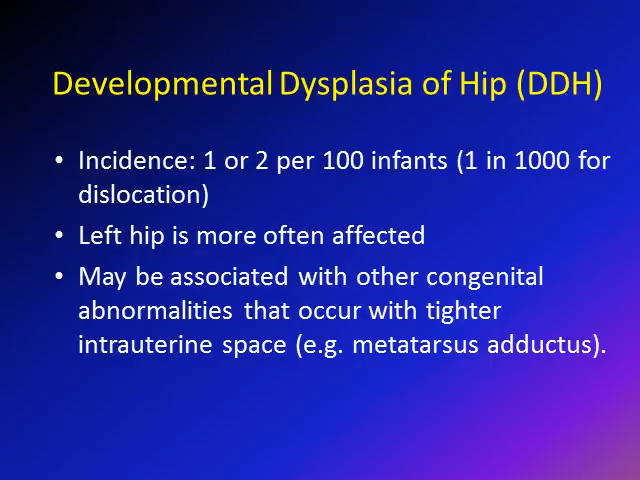 Developmental Dysplasia of Hip (DDH)
• Incidence: 1 or 2 per 100 infants (1 in 1000 for
dislocation)
• Left hip is more often affected
• May be associated with other congenital
abnormalities that occur with tighter
intrauterine space (e.g. metatarsus adductus).